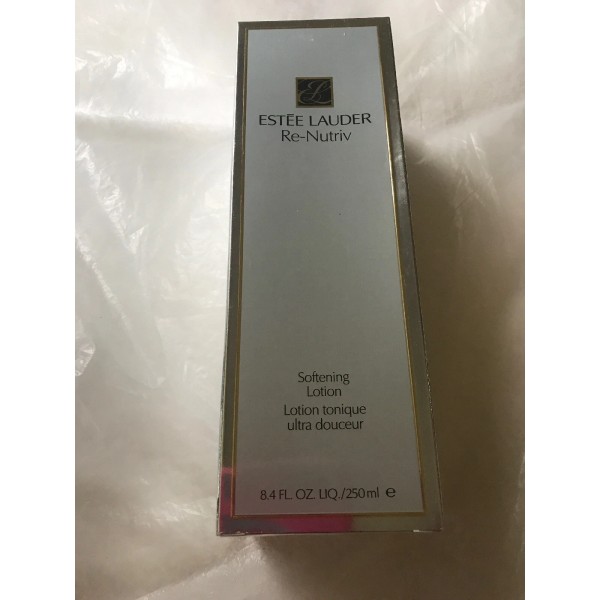 ESTĒE LAUDER
Re-Nutriv
Softening
Lotion
Lotion tonique
ultra douceur
8.4 FL. OZ. LIQ./250 ml e